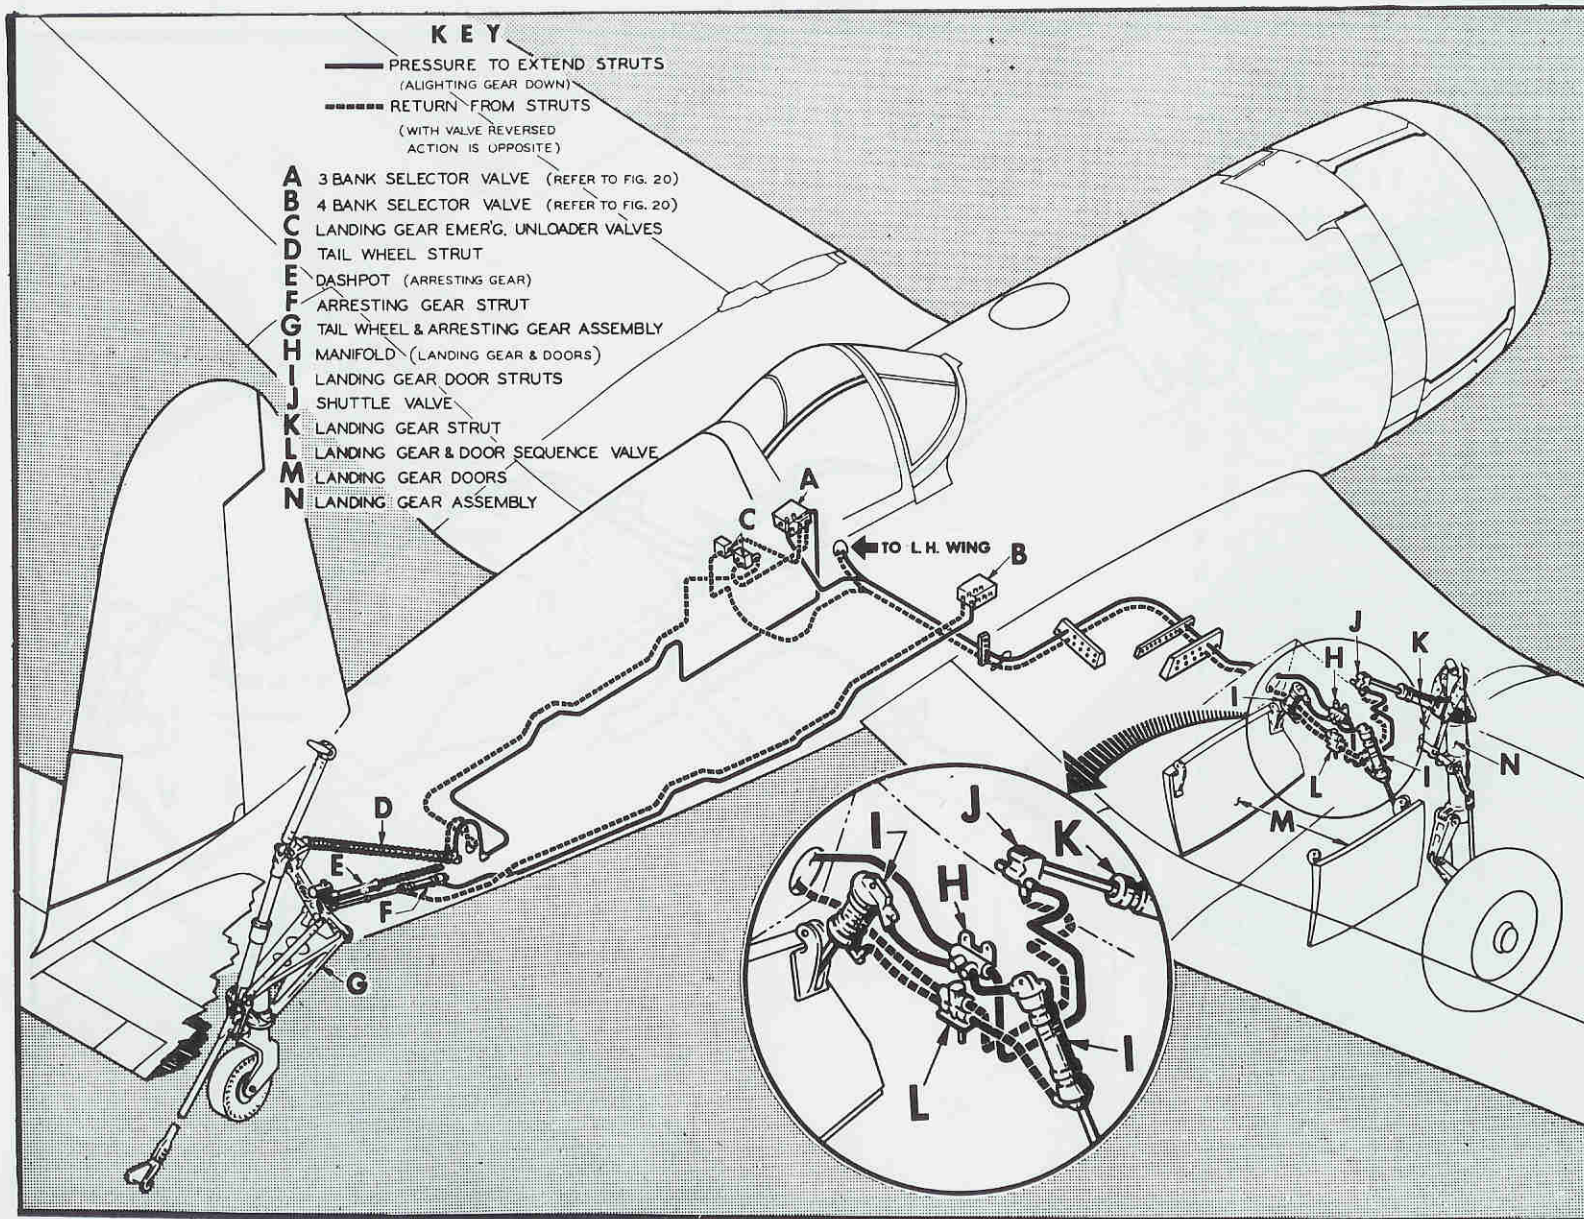 KEY
PRESSURE TO EXTEND STRUTS
(ALIGHTING GEAR DOWN)
RETURN FROM STRUTS
(WITH VALVE REVERSED
ACTION IS OPPOSITE)
A 3 BANK SELECTOR VALVE (REFER TO FIG. 20)
B 4 BANK SELECTOR VALVE (REFER TO FIG. 20)
C LANDING GEAR EMER'G. UNLOADER VALVES
D TAIL WHEEL STRUT
E DASHPOT (ARRESTING GEAR)
F ARRESTING GEAR STRUT
G TAIL WHEEL & ARRESTING GEAR ASSEMBLY
H MANIFOLD (LANDING GEAR & DOORS)
I LANDING GEAR DOOR STRUTS
J SHUTTLE VALVE
K LANDING GEAR STRUT
L LANDING GEAR & DOOR SEQUENCE VALVE
M LANDING GEAR DOORS
N LANDING GEAR ASSEMBLY
A
C
TO L.H. WING
B
J
K
H
I
N
L
I
M
D
E
F
G
J
I
K
H
I
L